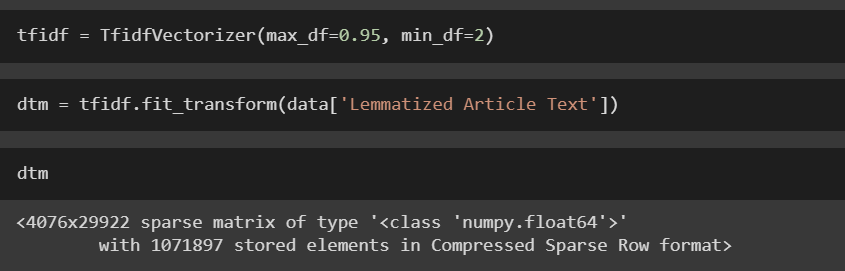 tfidf = TfidfVectorizer(max_df=0.95, min_df=2)
dtm = tfidf.fit_transform(data['Lemmatized Article Text'])
dtm
<4076x29922 sparse matrix of type '<class 'numpy.float64'>'
        with 1071897 stored elements in Compressed Sparse Row format>